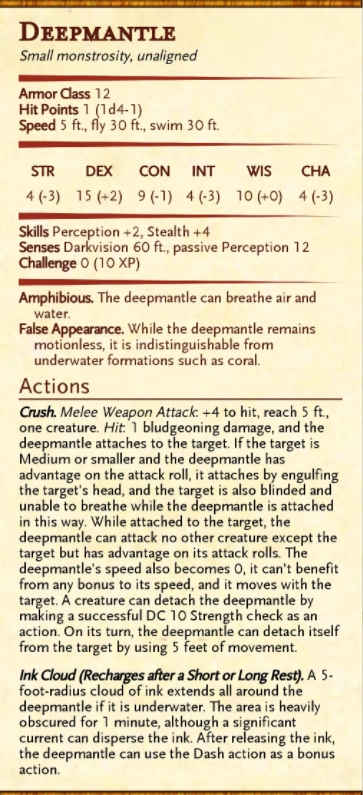 Deepmantle
Small monstrosity, unaligned
Armor Class 12
Hit Points 1 (1d4-1)
Speed 5 ft., fly 30 ft., swim 30 ft.
STR DEX CON INT WIS CHA
4 (-3) 15 (+2) 9 (-1) 4 (-3) 10 (+0) 4 (-3)
Skills Perception +2, Stealth +4
Senses Darkvision 60 ft., passive Perception 12
Challenge 0 (10 XP)
Amphibious. The deepmantle can breathe air and
water.
False Appearance. While the deepmantle remains
motionless, it is indistinguishable from
underwater formations such as coral.
Actions
Crush. Melee Weapon Attack: +4 to hit, reach 5 ft.,
one creature. Hit: 1 bludgeoning damage, and the
deepmantle attaches to the target. If the target is
Medium or smaller and the deepmantle has
advantage on the attack roll, it attaches by engulfing
the target's head, and the target is also blinded and
unable to breathe while the deepmantle is attached
in this way. While attached to the target, the
deepmantle can attack no other creature except the
target but has advantage on its attack rolls. The
deepmantle's speed also becomes 0, it can't benefit
from any bonus to its speed, and it moves with the
target. A creature can detach the deepmantle by
making a successful DC 10 Strength check as an
action. On its turn, the deepmantle can detach itself
from the target by using 5 feet of movement.
Ink Cloud (Recharges after a Short or Long Rest). A 5-
foot-radius cloud of ink extends all around the
deepmantle if it is underwater. The area is heavily
obscured for 1 minute, although a significant
current can disperse the ink. After releasing the ink,
the deepmantle can use the Dash action as a bonus
action.